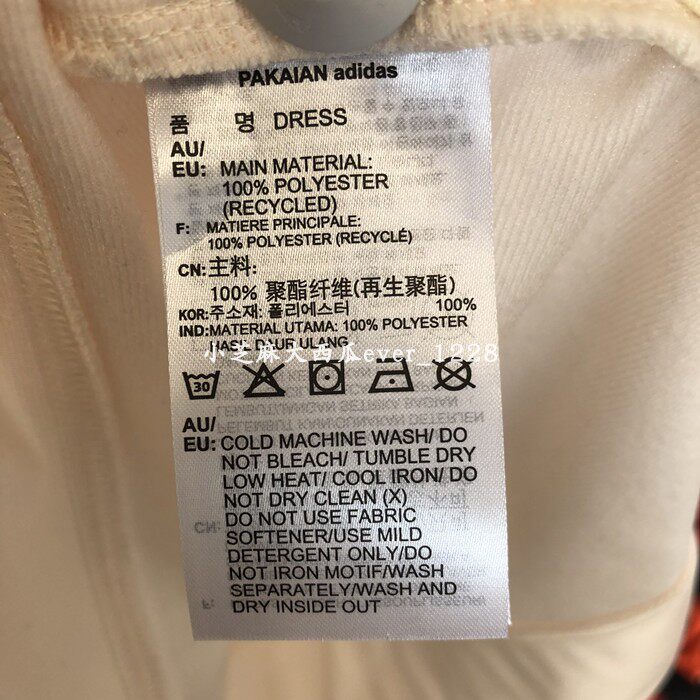 PAKAIAN adidas
품 명 DRESS
AU/
EU: MAIN MATERIAL:
100% POLYESTER
(RECYCLED)
F: MATIERE PRINCIPALE:
100% POLYESTER (RECYCLÉ)
CN: 主料:
100% 聚酯纤维(再生聚酯)
KOR: 주소재: 폴리에스터 100%
IND: MATERIAL UTAMA: 100% POLYESTER
HASIL DAUR ULANG
小芝麻大西瓜ever_1228
30
AU/
EU: COLD MACHINE WASH/ DO
NOT BLEACH/ TUMBLE DRY
LOW HEAT/ COOL IRON/ DO
NOT DRY CLEAN (X)
DO NOT USE FABRIC
SOFTENER/USE MILD
DETERGENT ONLY/DO
NOT IRON MOTIF/WASH
SEPARATELY/WASH AND
DRY INSIDE OUT